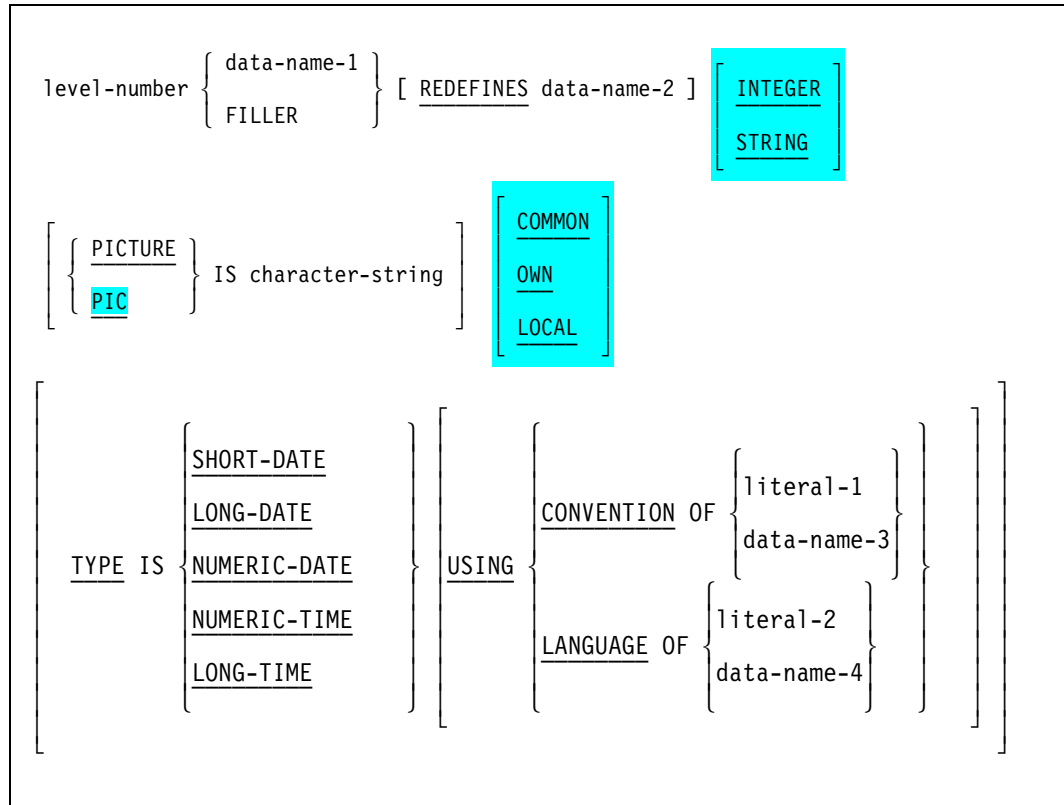 data-name-1
level-number [ REDEFINES data-name-2 ] INTEGER
FILLER STRING
PICTURE COMMON
IS character-string OWN
PIC LOCAL
SHORT-DATE literal-1
LONG-DATE CONVENTION OF
data-name-3
TYPE IS NUMERIC-DATE USING
NUMERIC-TIME literal-2
LANGUAGE OF
LONG-TIME data-name-4